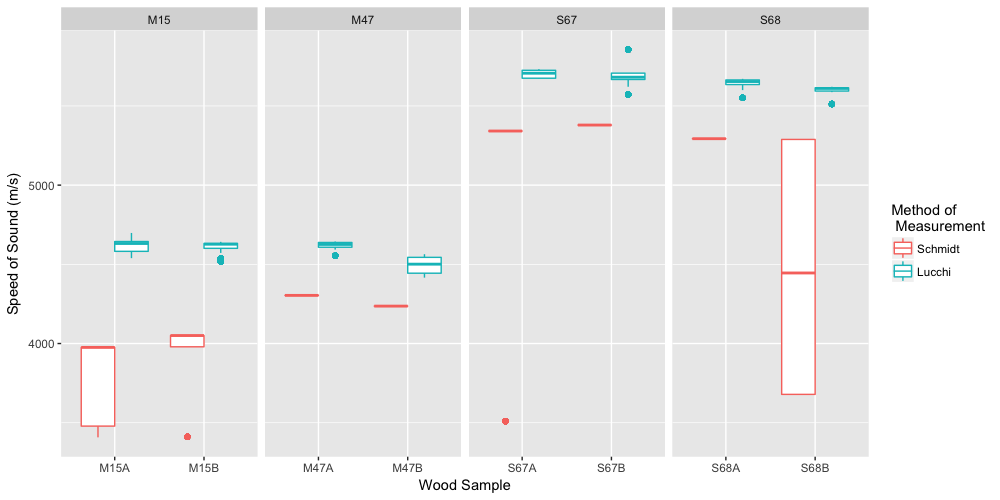 M15 M47 S67 S68
Speed of Sound (m/s)
5000
4000
M15A M15B M47A M47B S67A S67B S68A S68B
Wood Sample
Method of
Measurement
Schmidt
Lucchi